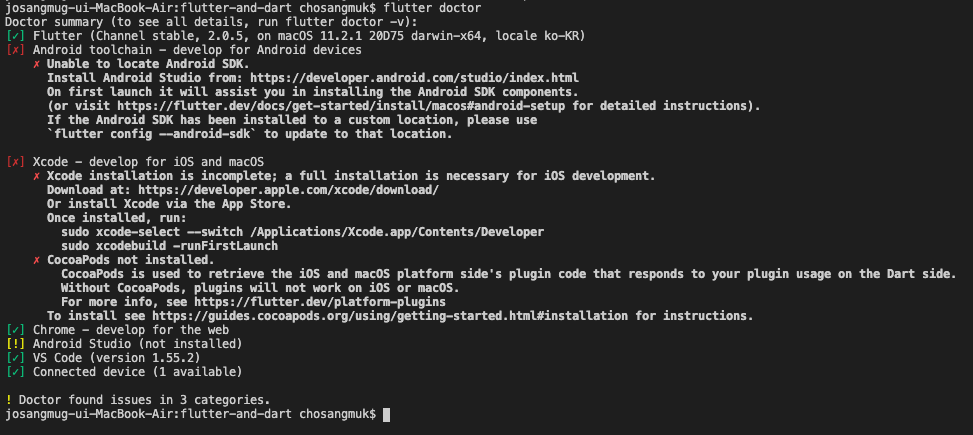 josangmug-ui-MacBook-Air:flutter-and-dart chosangmuk$ flutter doctor
Doctor summary (to see all details, run flutter doctor -v):
[✓] Flutter (Channel stable, 2.0.5, on macOS 11.2.1 20D75 darwin-x64, locale ko-KR)
[✗] Android toolchain - develop for Android devices
    ✗ Unable to locate Android SDK.
      Install Android Studio from: https://developer.android.com/studio/index.html
      On first launch it will assist you in installing the Android SDK components.
      (or visit https://flutter.dev/docs/get-started/install/macos#android-setup for detailed instructions).
      If the Android SDK has been installed to a custom location, please use
      `flutter config --android-sdk` to update to that location.
[✗] Xcode - develop for iOS and macOS
    ✗ Xcode installation is incomplete; a full installation is necessary for iOS development.
      Download at: https://developer.apple.com/xcode/download/
      Or install Xcode via the App Store.
      Once installed, run:
        sudo xcode-select --switch /Applications/Xcode.app/Contents/Developer
        sudo xcodebuild -runFirstLaunch
    ✗ CocoaPods not installed.
        CocoaPods is used to retrieve the iOS and macOS platform side's plugin code that responds to your plugin usage on the Dart side.
        Without CocoaPods, plugins will not work on iOS or macOS.
        For more info, see https://flutter.dev/platform-plugins
      To install see https://guides.cocoapods.org/using/getting-started.html#installation for instructions.
[✓] Chrome - develop for the web
[!] Android Studio (not installed)
[✓] VS Code (version 1.55.2)
[✓] Connected device (1 available)
! Doctor found issues in 3 categories.
josangmug-ui-MacBook-Air:flutter-and-dart chosangmuk$